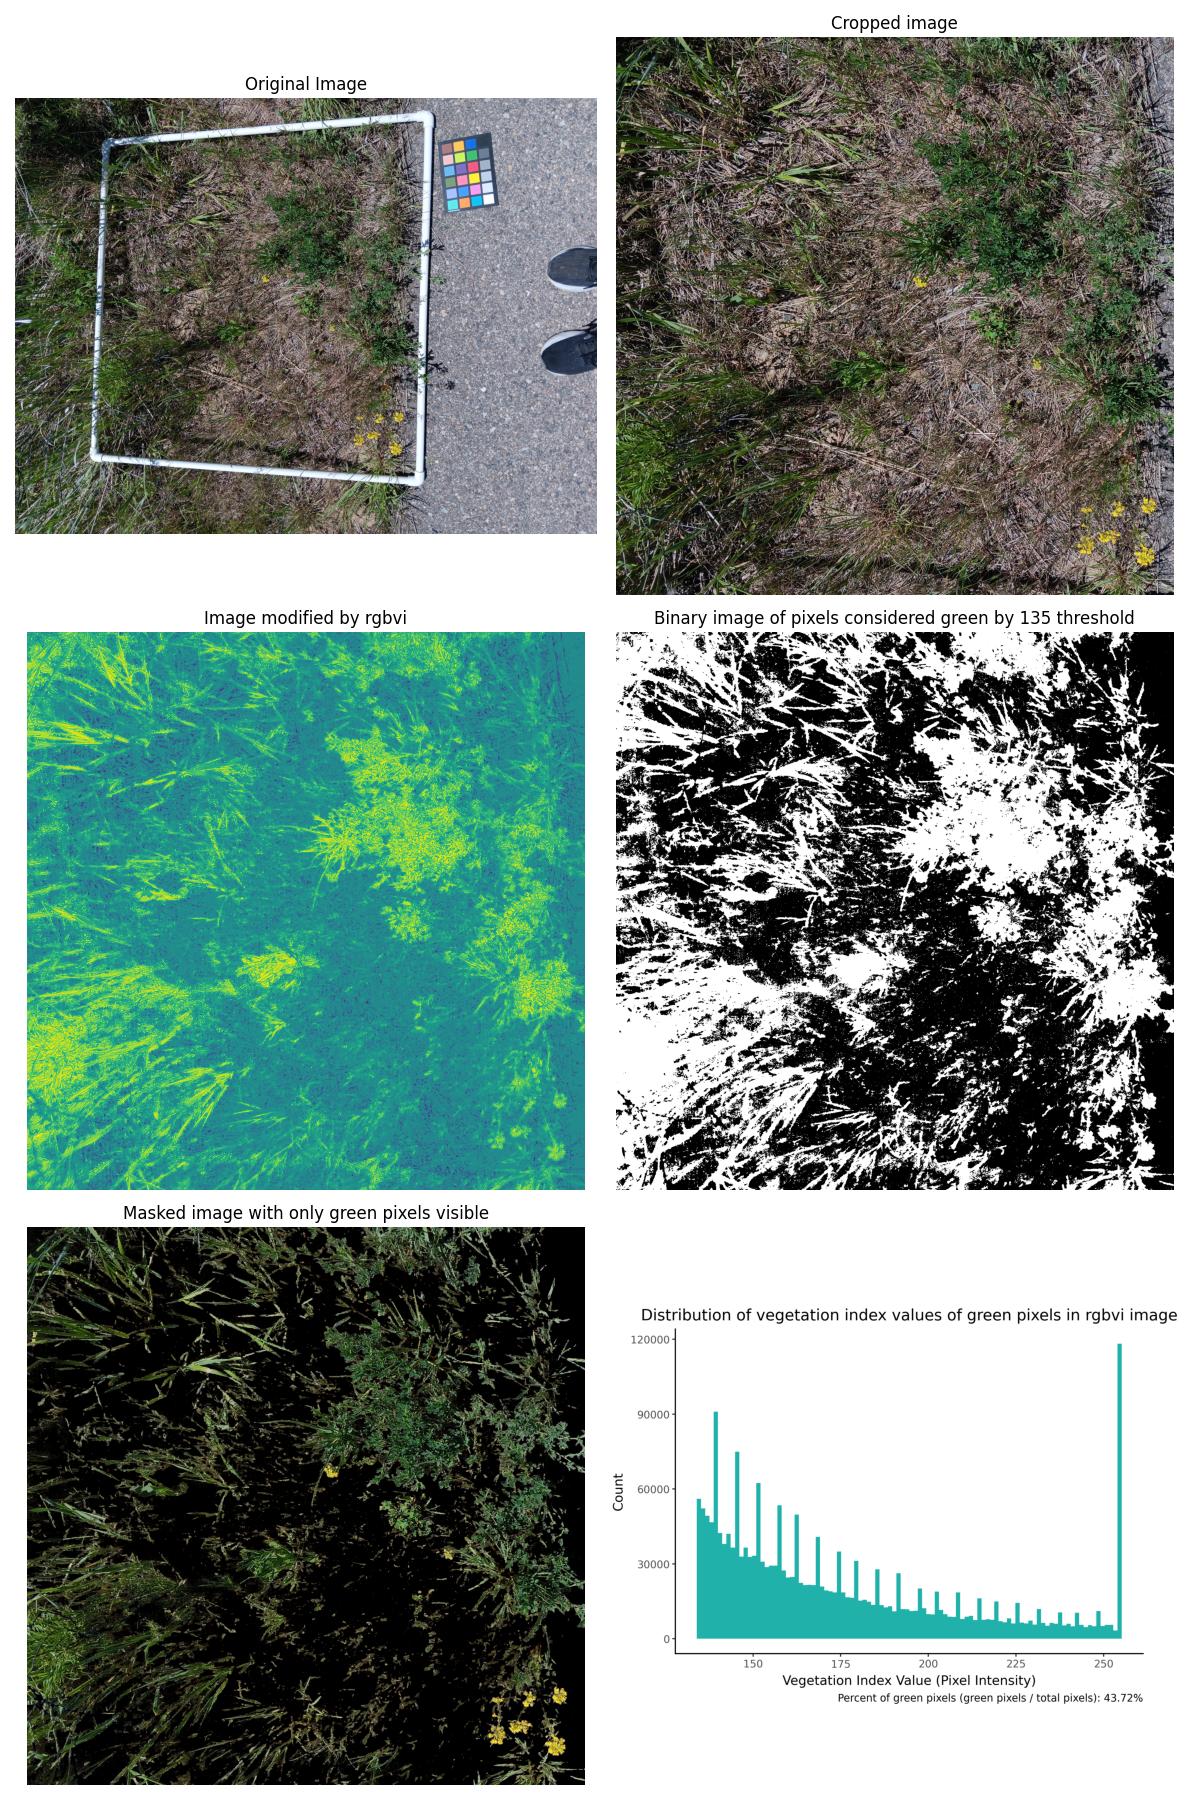 Original Image
Cropped image
Image modified by rgbvi
Binary image of pixels considered green by 135 threshold
Masked image with only green pixels visible
Distribution of vegetation index values of green pixels in rgbvi image
120000
90000
60000
30000
0
Count
150 175 200 225 250
Vegetation Index Value (Pixel Intensity)
Percent of green pixels (green pixels / total pixels): 43.72%